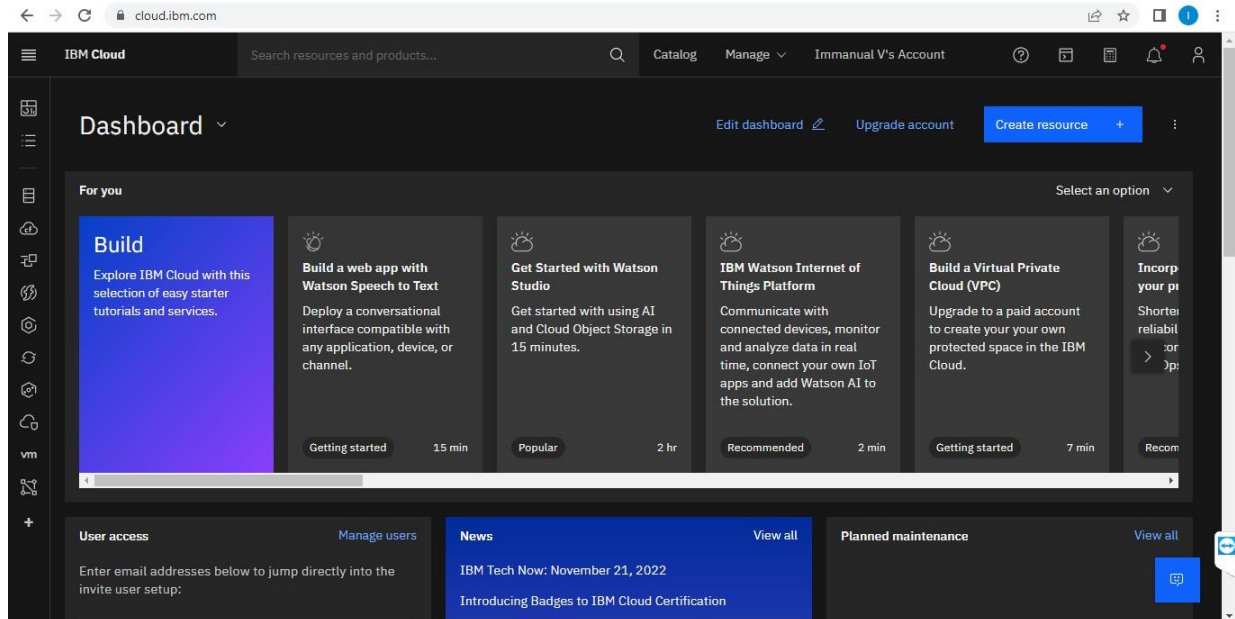 cloud.ibm.com
I
IBM Cloud
Search resources and products...
Catalog
Manage
Immanual V's Account
Dashboard
Edit dashboard
Upgrade account
Create resource +
For you
Select an option
Build
Explore IBM Cloud with this
selection of easy starter
tutorials and services.
Build a web app with
Watson Speech to Text
Deploy a conversational
interface compatible with
any application, device, or
channel.
Getting started
15 min
Get Started with Watson
Studio
Get started with using AI
and Cloud Object Storage in
15 minutes.
Popular
2 hr
IBM Watson Internet of
Things Platform
Communicate with
connected devices, monitor
and analyze data in real
time, connect your own IoT
apps and add Watson AI to
the solution.
Recommended
2 min
Build a Virtual Private
Cloud (VPC)
Upgrade to a paid account
to create your your own
protected space in the IBM
Cloud.
Getting started
7 min
Incorp
your pr
Shorte
reliabil
Recom
vm
User access
Manage users
Enter email addresses below to jump directly into the
invite user setup:
News
View all
IBM Tech Now: November 21, 2022
Introducing Badges to IBM Cloud Certification
Planned maintenance
View all